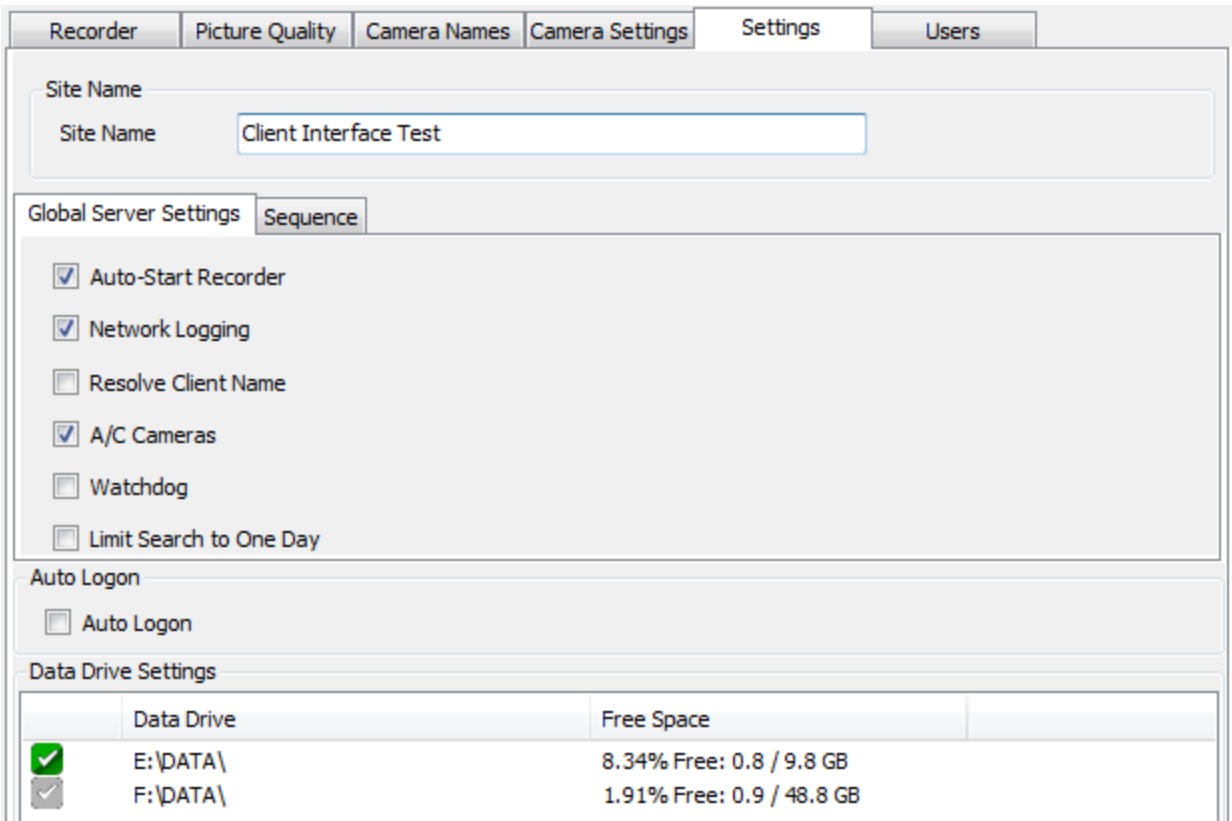 Recorder Picture Quality Camera Names Camera Settings Settings Users
Site Name
Site Name Client Interface Test
Global Server Settings Sequence
Auto-Start Recorder
Network Logging
Resolve Client Name
A/C Cameras
Watchdog
Limit Search to One Day
Auto Logon
Auto Logon
Data Drive Settings
Data Drive Free Space
E:\DATA\ 8.34% Free: 0.8 / 9.8 GB
F:\DATA\ 1.91% Free: 0.9 / 48.8 GB